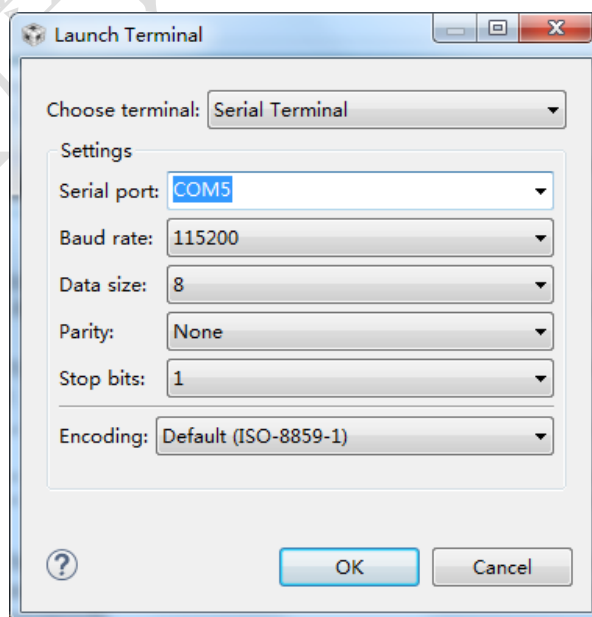 Launch Terminal
Choose terminal: Serial Terminal
Settings
Serial port: COM5
Baud rate: 115200
Data size: 8
Parity: None
Stop bits: 1
Encoding: Default (ISO-8859-1)
OK Cancel